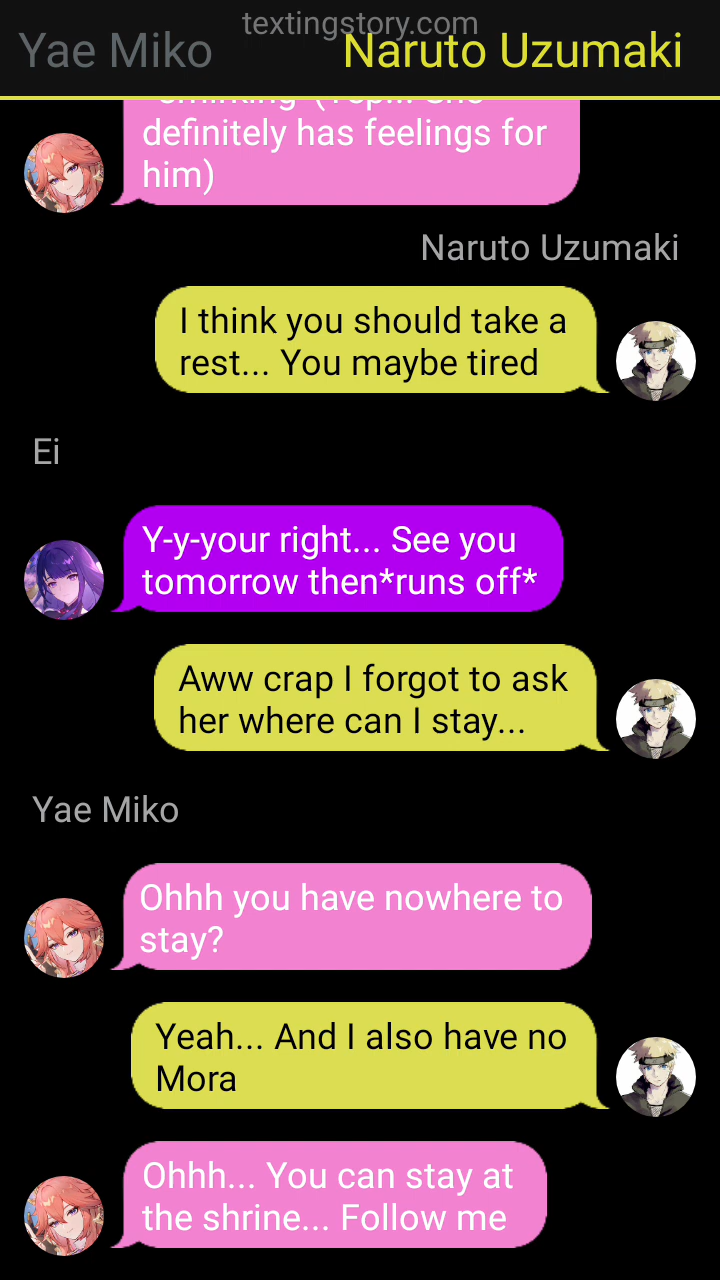 textingstory.com
Yae Miko
Naruto Uzumaki
definitely has feelings for
him)
Naruto Uzumaki
I think you should take a
rest... You maybe tired
Ei
Y-y-your right... See you
tomorrow then*runs off*
Aww crap I forgot to ask
her where can I stay...
Yae Miko
Ohhh you have nowhere to
stay?
Yeah... And I also have no
Mora
Ohhh... You can stay at
the shrine... Follow me